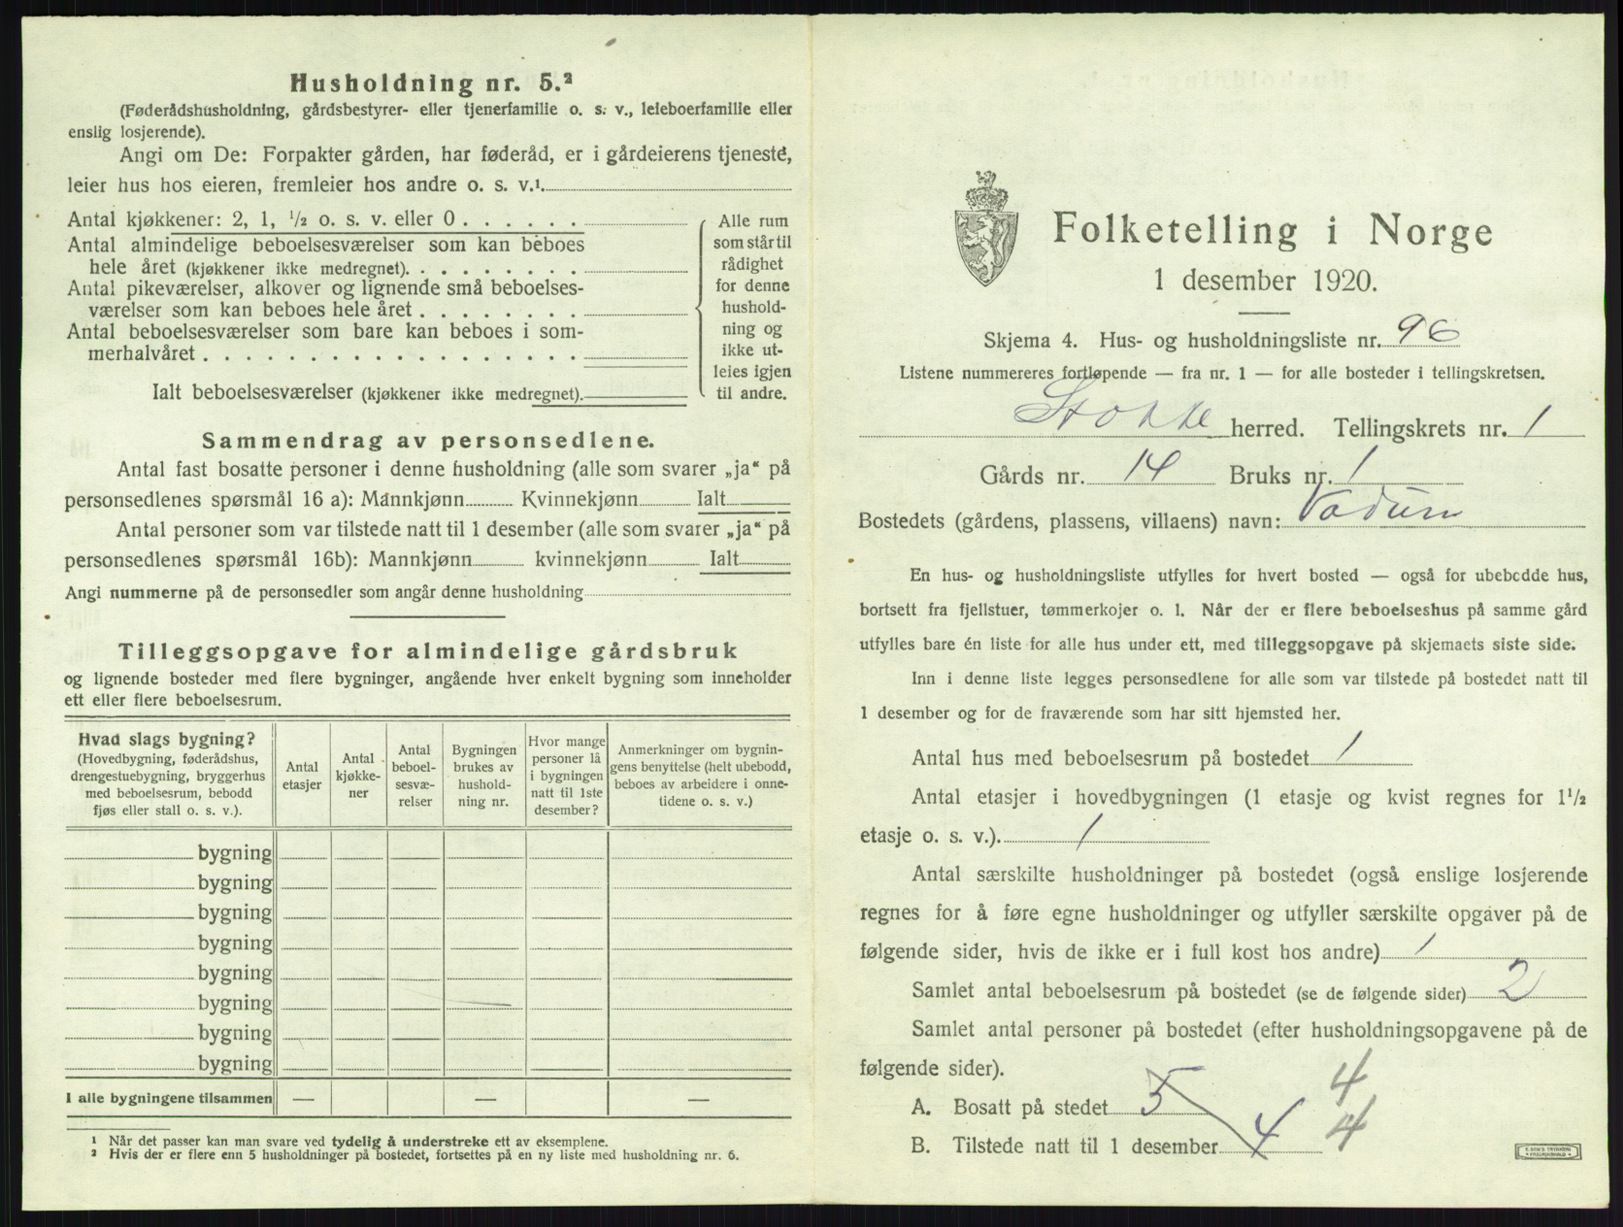 Husholdning nr. 5.²
(Føderådshusholdning, gårdsbestyrer- eller tjenerfamilie o. s. v., leieboerfamilie eller
enslig losjerende).
Angi om De: Forpakter gården, har føderåd, er i gårdeierens tjeneste,
leier hus hos eieren, fremleier hos andre o. s. v.¹
Antal kjøkkener: 2, 1, ½ o. s. v. eller 0 . . . . . .
Antal almindelige beboelsesværelser som kan beboes
hele året (kjøkkener ikke medregnet). . . . . . . . .
Antal pikeværelser, alkover og lignende små beboelses-
værelser som kan beboes hele året . . . . . . . .
Antal beboelsesværelser som bare kan beboes i som-
merhalvåret . . . . . . . . . . . . . . . . . .
Ialt beboelsesværelser (kjøkkener ikke medregnet).
Alle rum
som står til
rådighet
for denne
hushold-
ning og
ikke ut-
leies igjen
til andre.
Sammendrag av personsedlene.
Antal fast bosatte personer i denne husholdning (alle som svarer „ja“ på
personsedlenes spørsmål 16 a): Mannkjønn Kvinnekjønn Ialt
Antal personer som var tilstede natt til 1 desember (alle som svarer „ja“ på
personsedlenes spørsmål 16b): Mannkjønn kvinnekjønn Ialt
Angi nummerne på de personsedler som angår denne husholdning
Tilleggsopgave for almindelige gårdsbruk
og lignende bosteder med flere bygninger, angående hver enkelt bygning som inneholder
ett eller flere beboelsesrum.
Hvad slags bygning?
(Hovedbygning, føderådshus,
drengestuebygning, bryggerhus
med beboelsesrum, bebodd
fjøs eller stall o. s. v.).
Antal
etasjer
Antal
kjøkke-
ner
Antal
beboel-
sesvæ-
relser
Bygningen
brukes av
hushold-
ning nr.
Hvor mange
personer lå
i bygningen
natt til 1ste
desember?
Anmerkninger om bygnin-
gens benyttelse (helt ubebodd,
beboes av arbeidere i onne-
tidene o. s. v.)
bygning
bygning
bygning
bygning
bygning
bygning
bygning
bygning
I alle bygningene tilsammen — — —
¹ Når det passer kan man svare ved tydelig å understreke ett av eksemplene.
² Hvis der er flere enn 5 husholdninger på bostedet, fortsettes på en ny liste med husholdning nr. 6.
Folketelling i Norge
1 desember 1920.
Skjema 4. Hus- og husholdningsliste nr. 96
Listene nummereres fortløpende — fra nr. 1 — for alle bosteder i tellingskretsen.
Stokke herred. Tellingskrets nr. 1
Gårds nr. 14 Bruks nr. 1
Bostedets (gårdens, plassens, villaens) navn: Vadum
En hus- og husholdningsliste utfylles for hvert bosted — også for ubebodde hus,
bortsett fra fjellstuer, tømmerkojer o. l. Når der er flere beboelseshus på samme gård
utfylles bare én liste for alle hus under ett, med tilleggsopgave på skjemaets siste side.
Inn i denne liste legges personsedlene for alle som var tilstede på bostedet natt til
1 desember og for de fraværende som har sitt hjemsted her.
Antal hus med beboelsesrum på bostedet 1
Antal etasjer i hovedbygningen (1 etasje og kvist regnes for 1½
etasje o. s. v.). 1
Antal særskilte husholdninger på bostedet (også enslige losjerende
regnes for å føre egne husholdninger og utfyller særskilte opgaver på de
følgende sider, hvis de ikke er i full kost hos andre) 1
Samlet antal beboelsesrum på bostedet (se de følgende sider) 2
Samlet antal personer på bostedet (efter husholdningsopgavene på de
følgende sider).
A. Bosatt på stedet 5 4
B. Tilstede natt til 1 desember 4 4